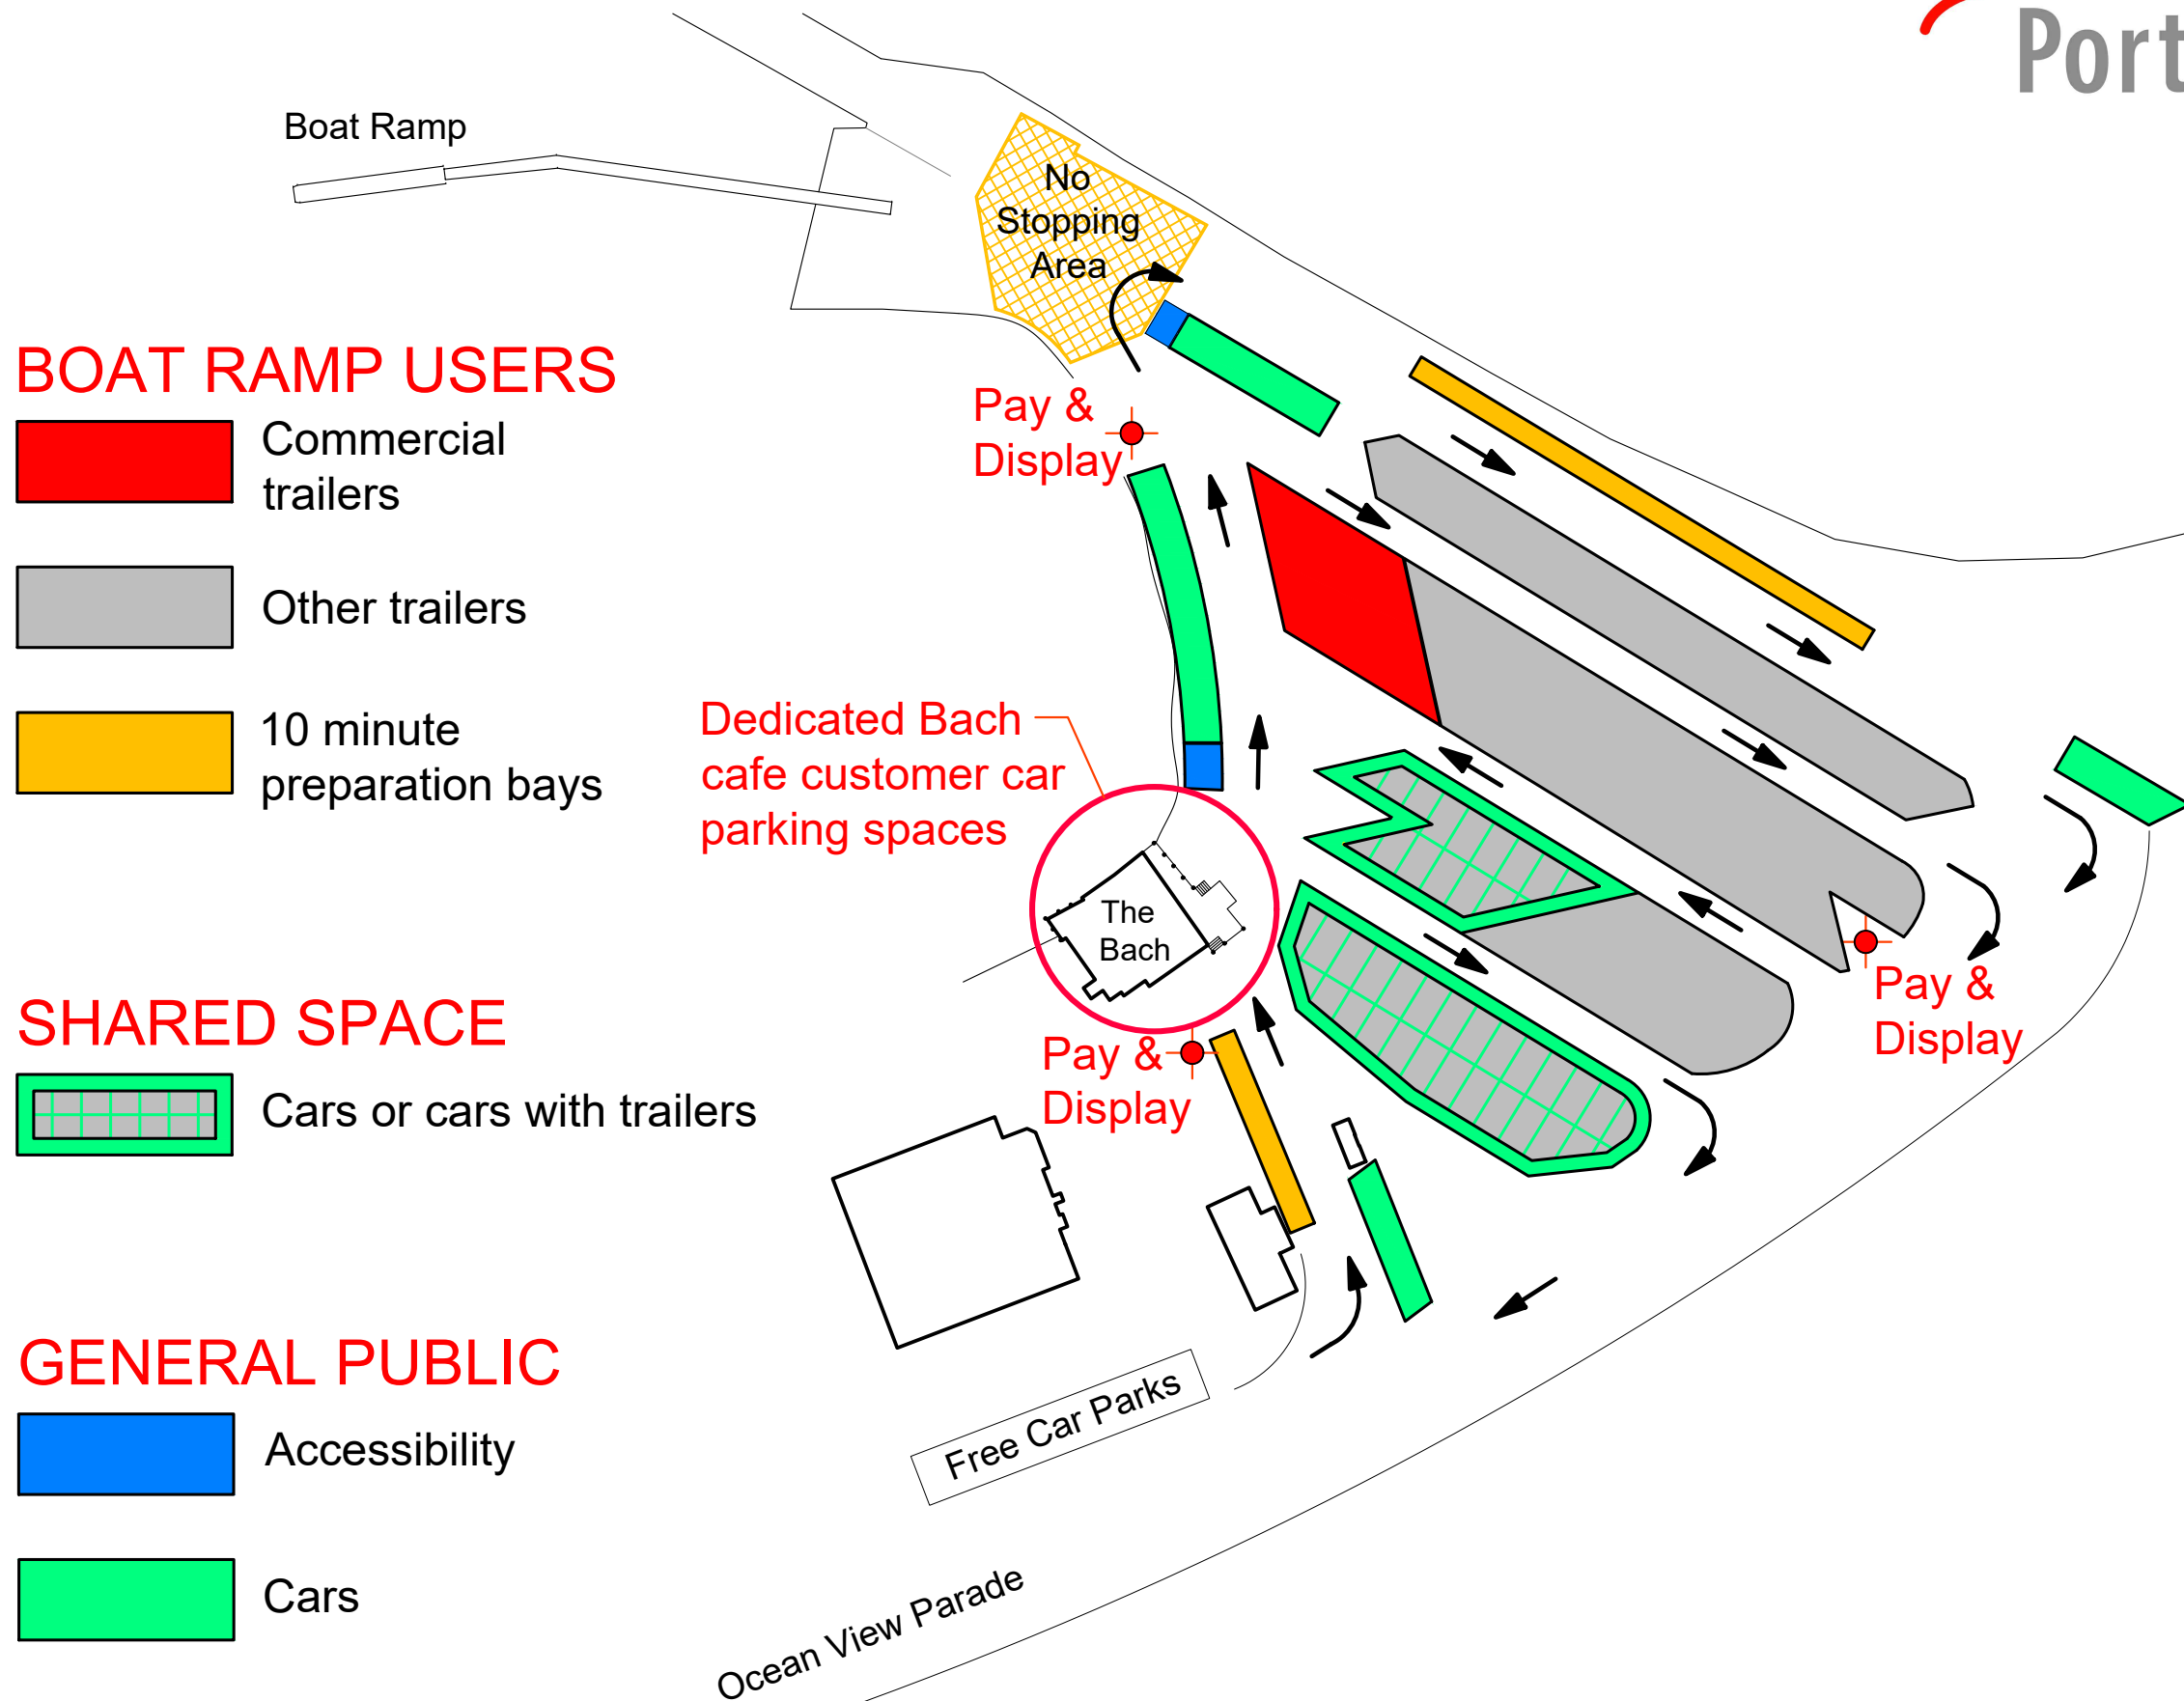 Port
Boat Ramp
No
Stopping
Area
BOAT RAMP USERS
Commercial
trailers
Other trailers
10 minute
preparation bays
Pay &
Display
Dedicated Bach
cafe customer car
parking spaces
The
Bach
Pay &
Display
Pay &
Display
SHARED SPACE
Cars or cars with trailers
GENERAL PUBLIC
Accessibility
Cars
Free Car Parks
Ocean View Parade